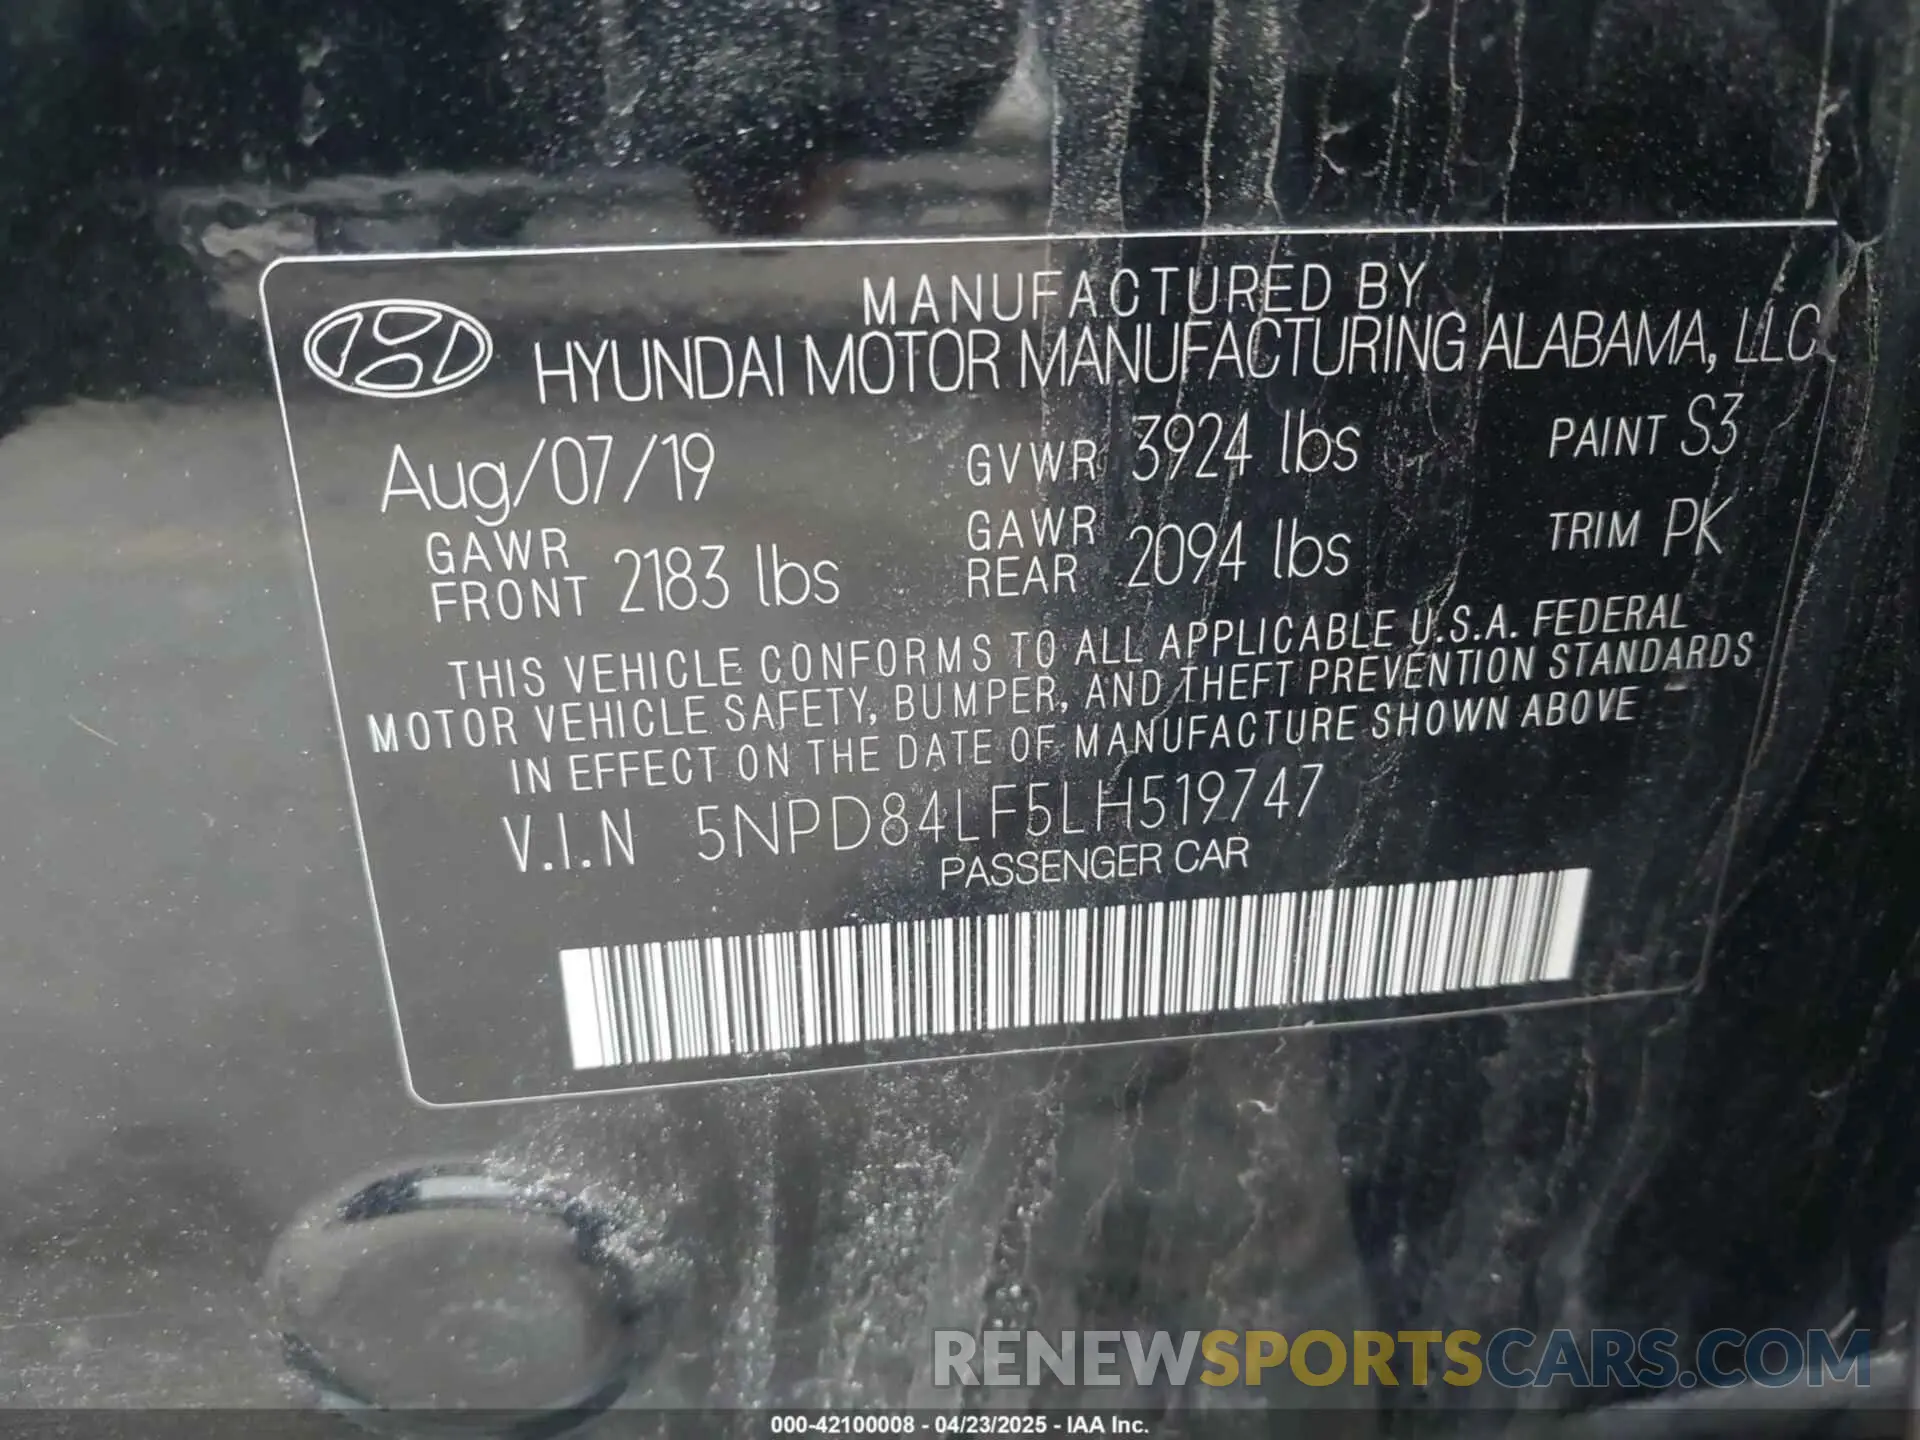 MANUFACTURED BY
HYUNDAI MOTOR MANUFACTURING ALABAMA, LLC
Aug/07/19 GVWR 3924 lbs PAINT S3
GAWR FRONT 2183 lbs GAWR REAR 2094 lbs TRIM PK
THIS VEHICLE CONFORMS TO ALL APPLICABLE U.S.A. FEDERAL
MOTOR VEHICLE SAFETY, BUMPER, AND THEFT PREVENTION STANDARDS
IN EFFECT ON THE DATE OF MANUFACTURE SHOWN ABOVE
V.I.N 5NPD84LF5LH519747
PASSENGER CAR
RENEWSPORTSCARS.COM
000-42100008 - 04/23/2025 - IAA Inc.